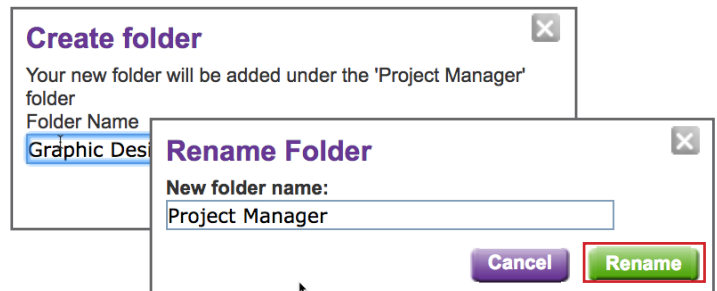 Create folder
Your new folder will be added under the 'Project Manager'
folder
Folder Name
Graphic Desi
Rename Folder
New folder name:
Project Manager
Cancel
Rename